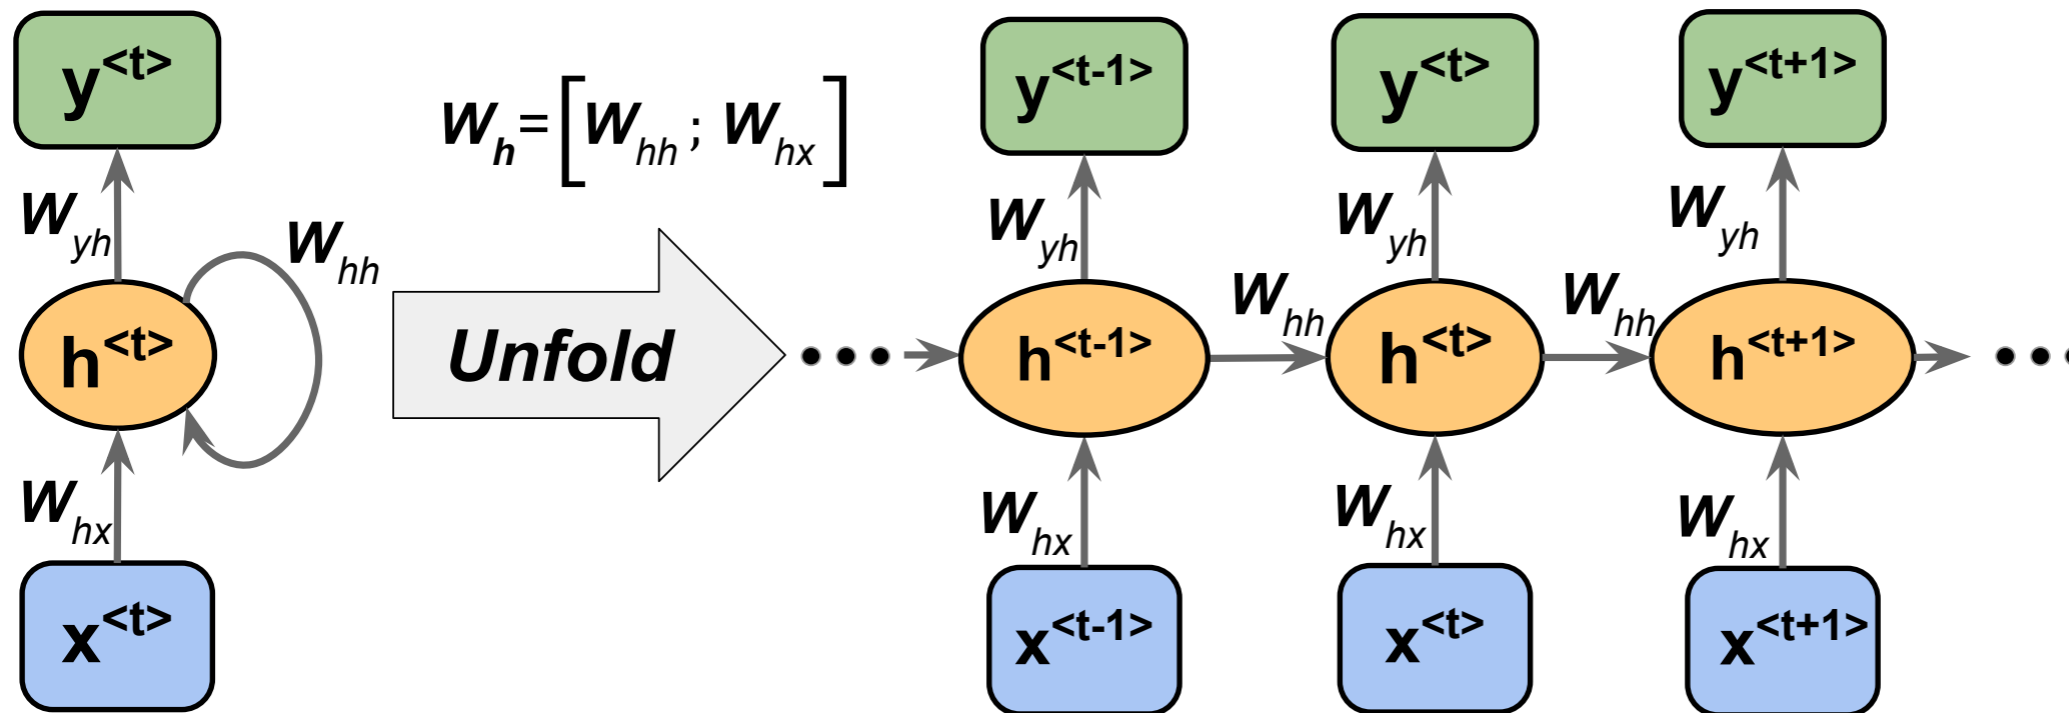 y<t>
W_h=[W_hh ; W_hx]
y<t-1>
y<t>
y<t+1>
W_yh
W_hh
W_yh
W_yh
W_yh
h<t>
Unfold
h<t-1>
W_hh
h<t>
W_hh
h<t+1>
W_hx
W_hx
W_hx
W_hx
x<t>
x<t-1>
x<t>
x<t+1>